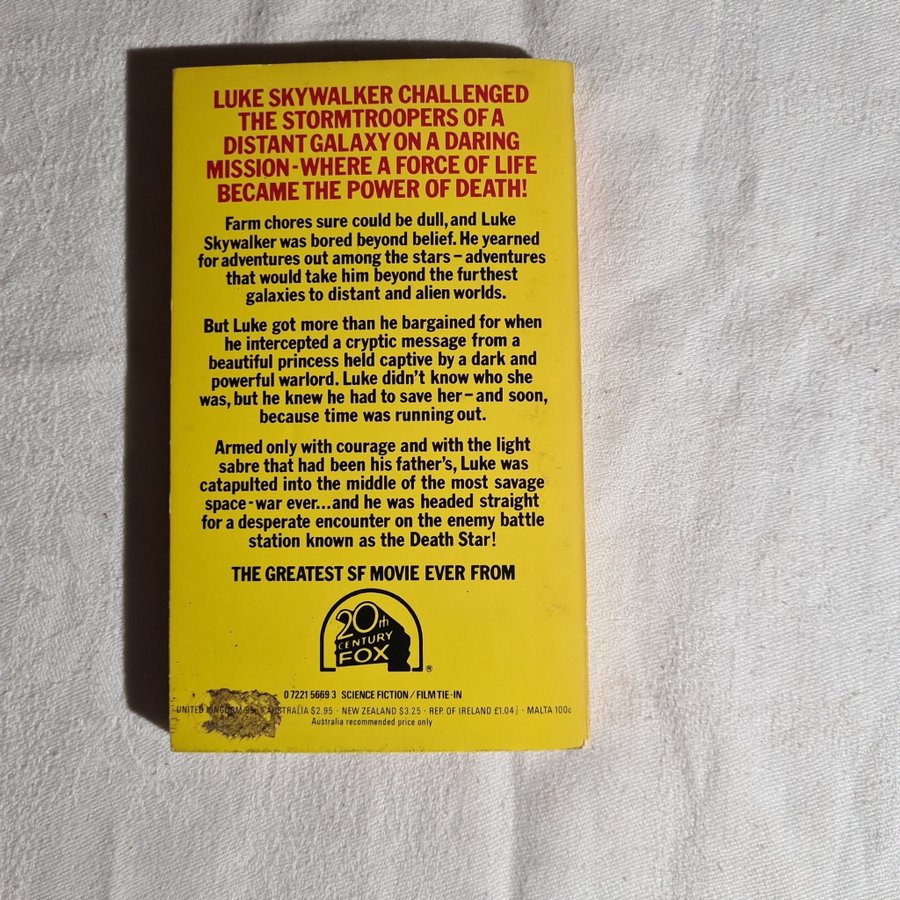 LUKE SKYWALKER CHALLENGED
THE STORMTROOPERS OF A
DISTANT GALAXY ON A DARING
MISSION-WHERE A FORCE OF LIFE
BECAME THE POWER OF DEATH!
Farm chores sure could be dull, and Luke
Skywalker was bored beyond belief. He yearned
for adventures out among the stars – adventures
that would take him beyond the furthest
galaxies to distant and alien worlds.
But Luke got more than he bargained for when
he intercepted a cryptic message from a
beautiful princess held captive by a dark and
powerful warlord. Luke didn't know who she
was, but he knew he had to save her – and soon,
because time was running out.
Armed only with courage and with the light
sabre that had been his father's, Luke was
catapulted into the middle of the most savage
space-war ever...and he was headed straight
for a desperate encounter on the enemy battle
station known as the Death Star!
THE GREATEST SF MOVIE EVER FROM
20th
CENTURY
FOX
®
0 7221 5669 3 SCIENCE FICTION / FILM TIE-IN
UNITED KINGDOM AUSTRALIA $2.95 · NEW ZEALAND $3.25 · REP. OF IRELAND £1.04½ · MALTA 100c
Australia recommended price only